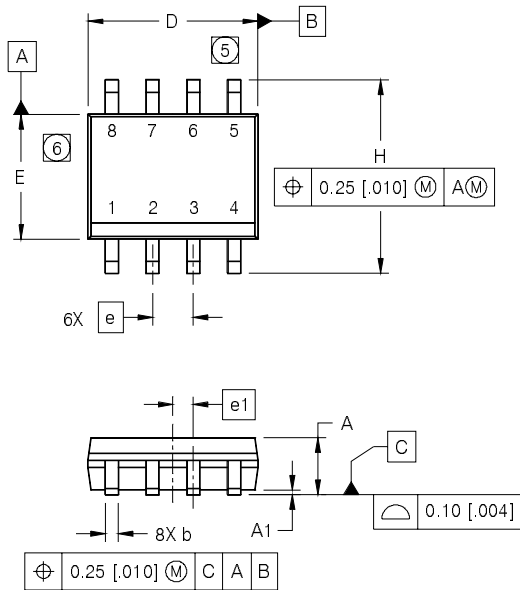 D
B
5
A
8 7 6 5
6
E
H
⌖ 0.25 [.010] Ⓜ AⓂ
1 2 3 4
6X e
e1
A
C
A1
⌓ 0.10 [.004]
8X b
⌖ 0.25 [.010] Ⓜ C A B